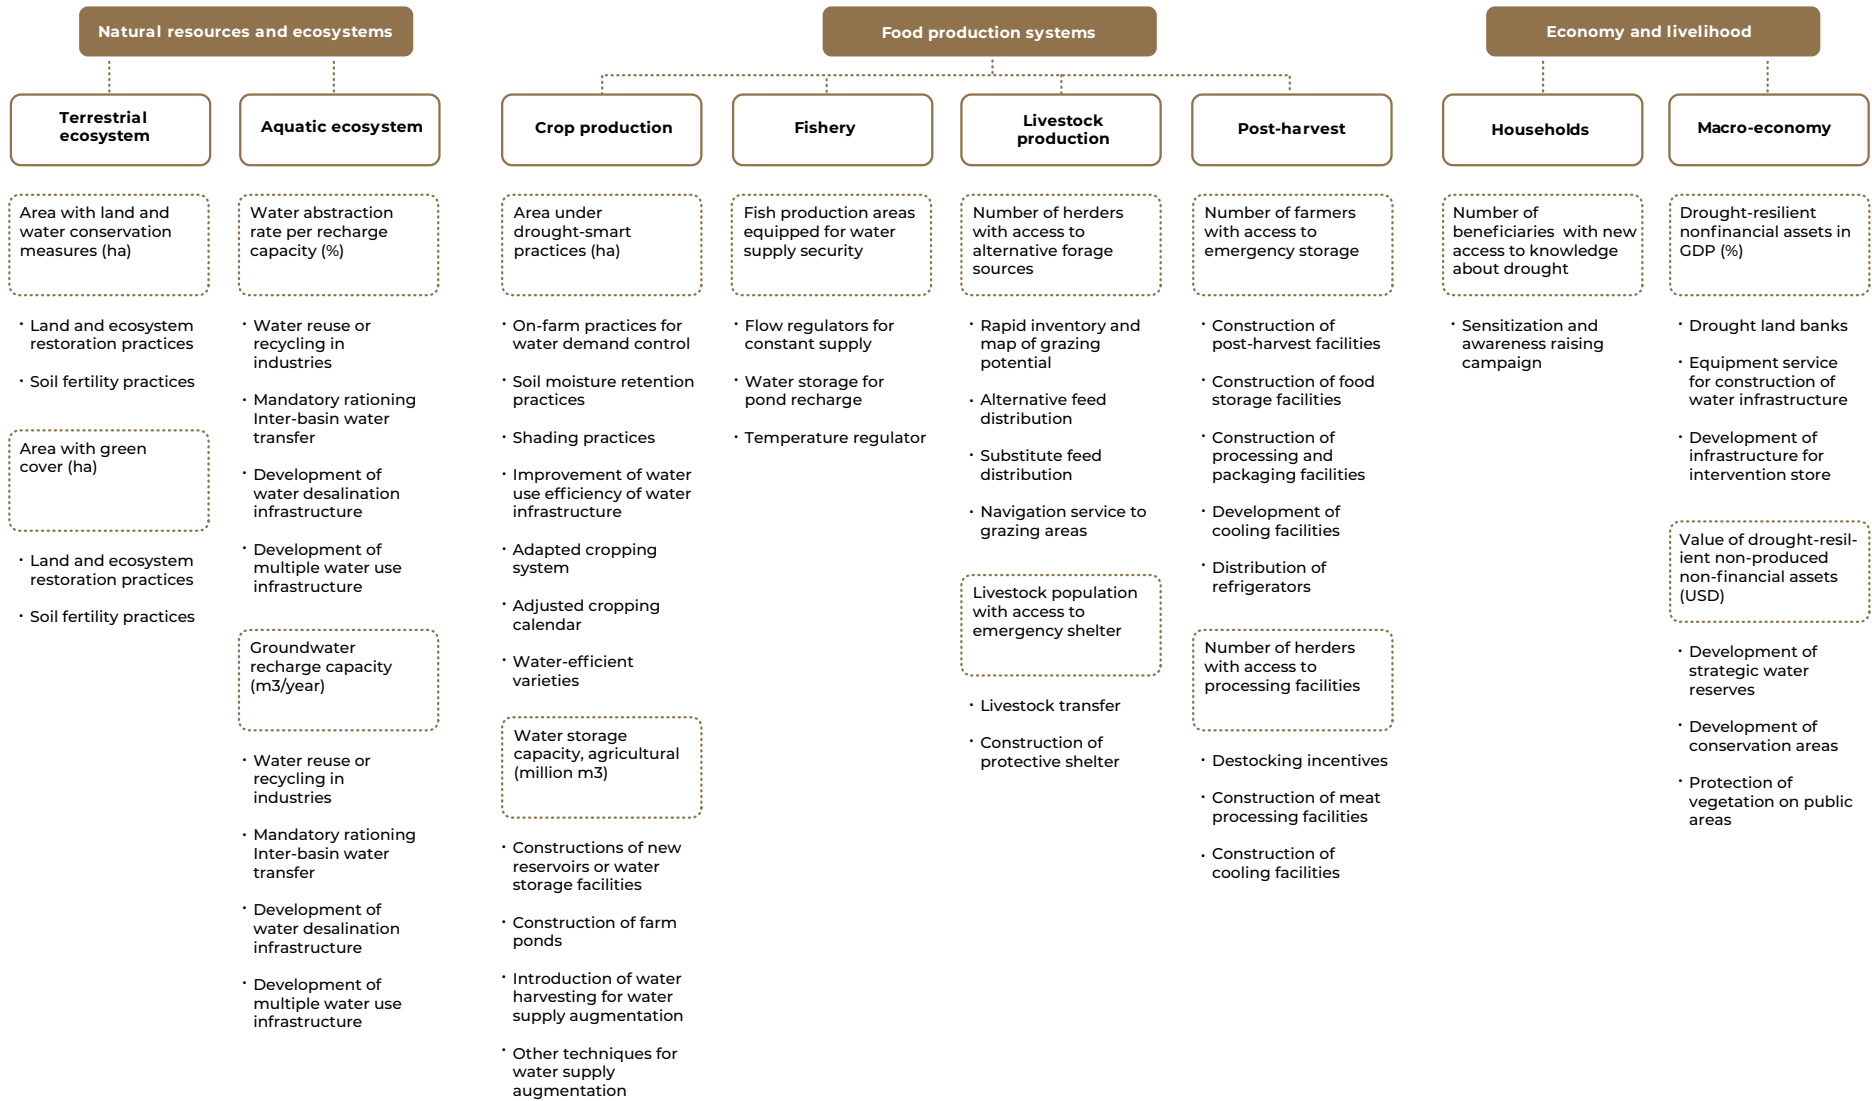 Natural resources and ecosystems
Food production systems
Economy and livelihood
Terrestrial
ecosystem
Aquatic ecosystem
Crop production
Fishery
Livestock
production
Post-harvest
Households
Macro-economy
Area with land and
water conservation
measures (ha)
· Land and ecosystem
restoration practices
· Soil fertility practices
Area with green
cover (ha)
· Land and ecosystem
restoration practices
· Soil fertility practices
Water abstraction
rate per recharge
capacity (%)
· Water reuse or
recycling in
industries
· Mandatory rationing
Inter-basin water
transfer
· Development of
water desalination
infrastructure
· Development of
multiple water use
infrastructure
Groundwater
recharge capacity
(m3/year)
· Water reuse or
recycling in
industries
· Mandatory rationing
Inter-basin water
transfer
· Development of
water desalination
infrastructure
· Development of
multiple water use
infrastructure
Area under
drought-smart
practices (ha)
· On-farm practices for
water demand control
· Soil moisture retention
practices
· Shading practices
· Improvement of water
use efficiency of water
infrastructure
· Adapted cropping
system
· Adjusted cropping
calendar
· Water-efficient
varieties
Water storage
capacity, agricultural
(million m3)
· Constructions of new
reservoirs or water
storage facilities
· Construction of farm
ponds
· Introduction of water
harvesting for water
supply augmentation
· Other techniques for
water supply
augmentation
Fish production areas
equipped for water
supply security
· Flow regulators for
constant supply
· Water storage for
pond recharge
· Temperature regulator
Number of herders
with access to
alternative forage
sources
· Rapid inventory and
map of grazing
potential
· Alternative feed
distribution
· Substitute feed
distribution
· Navigation service to
grazing areas
Livestock population
with access to
emergency shelter
· Livestock transfer
· Construction of
protective shelter
Number of farmers
with access to
emergency storage
· Construction of
post-harvest facilities
· Construction of food
storage facilities
· Construction of
processing and
packaging facilities
· Development of
cooling facilities
· Distribution of
refrigerators
Number of herders
with access to
processing facilities
· Destocking incentives
· Construction of meat
processing facilities
· Construction of
cooling facilities
Number of
beneficiaries  with new
access to knowledge
about drought
· Sensitization and
awareness raising
campaign
Drought-resilient
nonfinancial assets in
GDP (%)
· Drought land banks
· Equipment service
for construction of
water infrastructure
· Development of
infrastructure for
intervention store
Value of drought-resil-
ient non-produced
non-financial assets
(USD)
· Development of
strategic water
reserves
· Development of
conservation areas
· Protection of
vegetation on public
areas